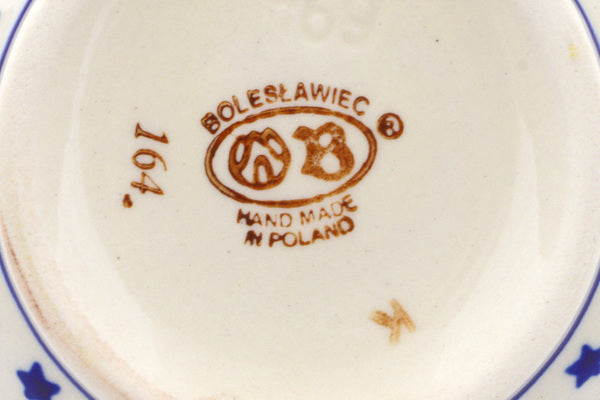 BOLESŁAWIEC ®
HAND MADE
IN POLAND
164.